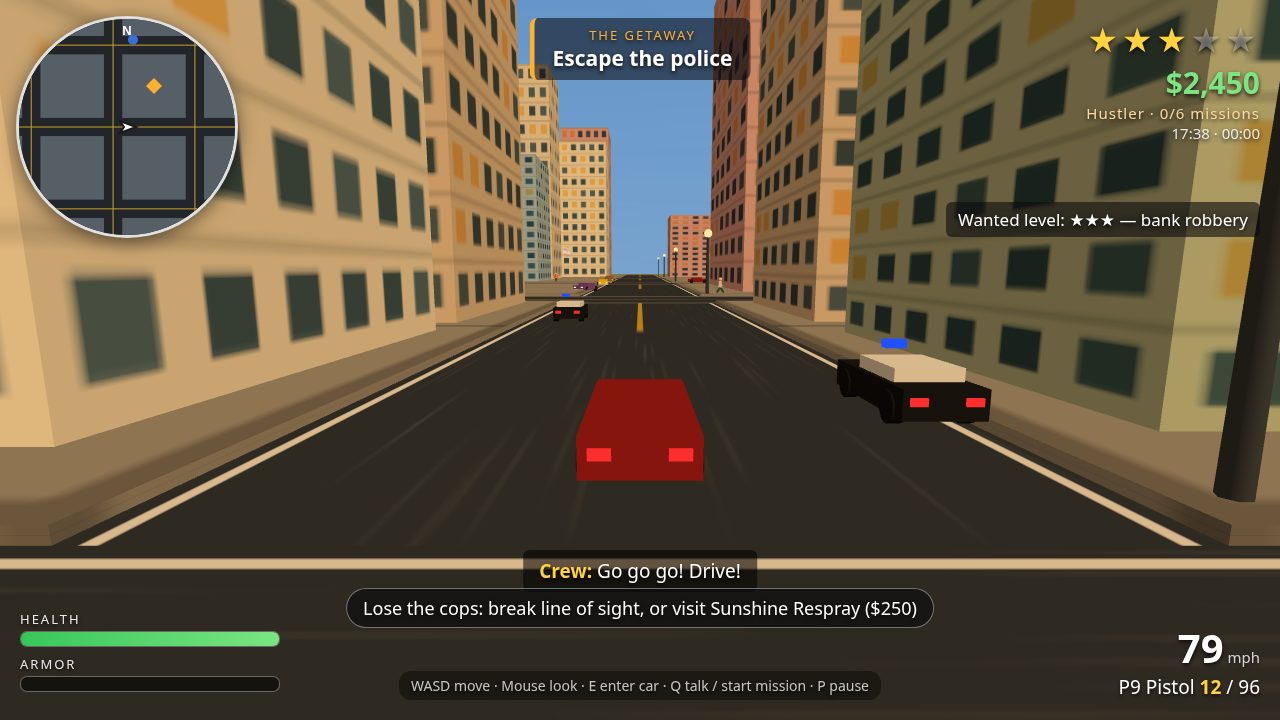 N
THE GETAWAY
Escape the police
★★★★★
$2,450
Hustler · 0/6 missions
17:38 · 00:00
Wanted level: ★★★ — bank robbery
Crew: Go go go! Drive!
Lose the cops: break line of sight, or visit Sunshine Respray ($250)
HEALTH
ARMOR
WASD move · Mouse look · E enter car · Q talk / start mission · P pause
79 mph
P9 Pistol 12 / 96